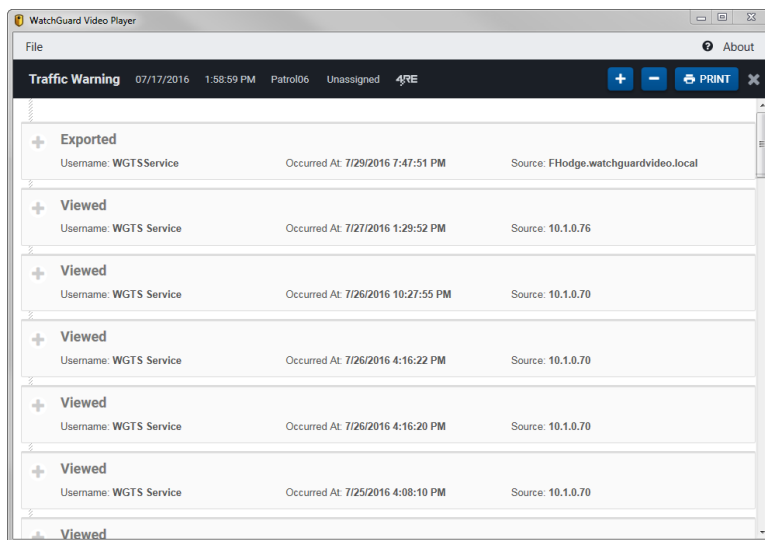 WatchGuard Video Player
File About
Traffic Warning 07/17/2016 1:58:59 PM Patrol06 Unassigned 4RE + − PRINT
Exported
Username: WGTSService Occurred At: 7/29/2016 7:47:51 PM Source: FHodge.watchguardvideo.local
Viewed
Username: WGTS Service Occurred At: 7/27/2016 1:29:52 PM Source: 10.1.0.76
Viewed
Username: WGTS Service Occurred At: 7/26/2016 10:27:55 PM Source: 10.1.0.70
Viewed
Username: WGTS Service Occurred At: 7/26/2016 4:16:22 PM Source: 10.1.0.70
Viewed
Username: WGTS Service Occurred At: 7/26/2016 4:16:20 PM Source: 10.1.0.70
Viewed
Username: WGTS Service Occurred At: 7/25/2016 4:08:10 PM Source: 10.1.0.70
Viewed